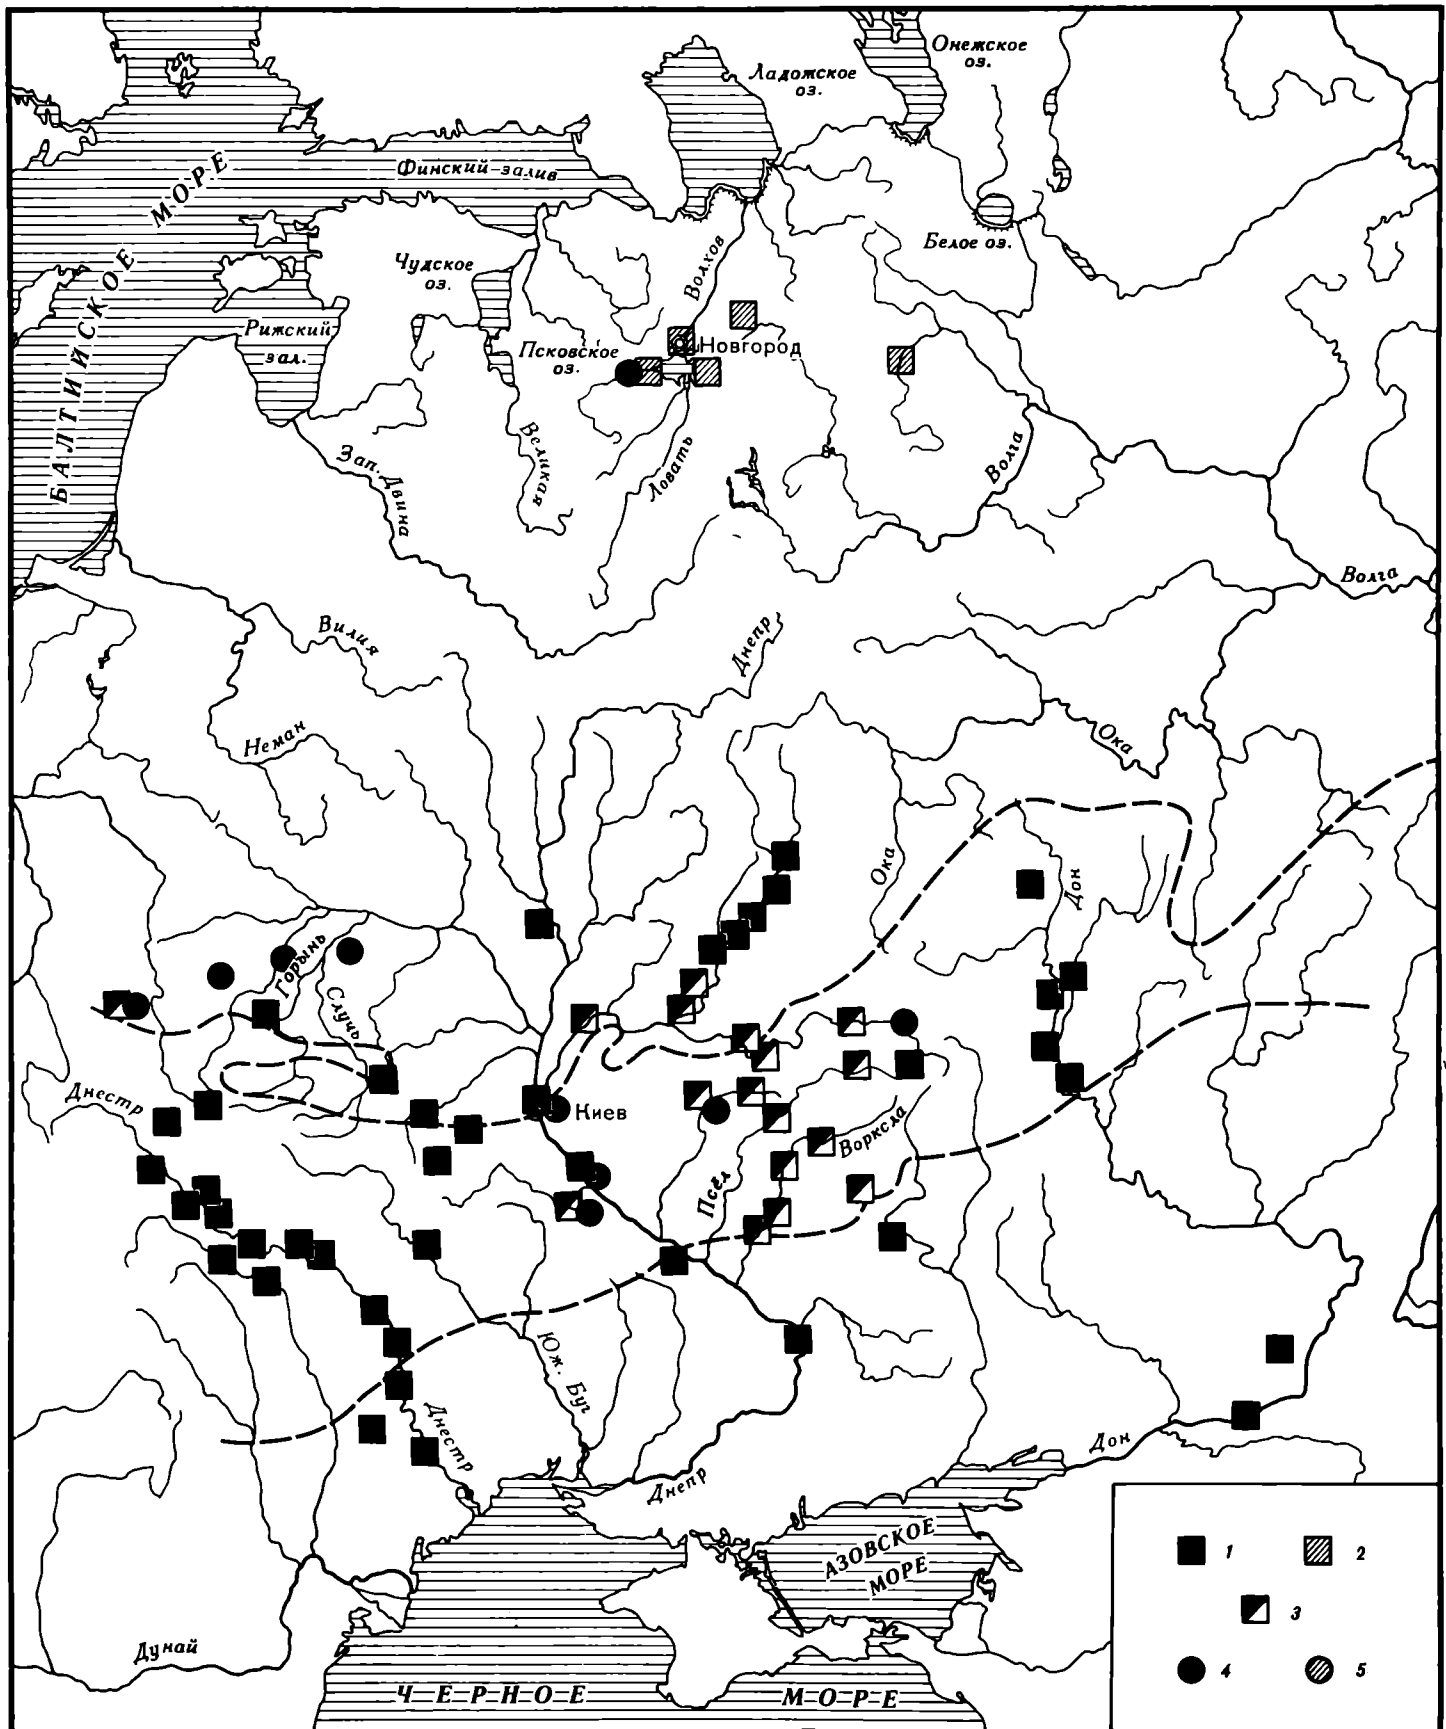 Онежское
оз.
Ладожское
оз.
Финский залив
БАЛТИЙСКОЕ МОРЕ
Белое оз.
Волхов
Чудское
оз.
Рижский
зал.
Псковское
оз.
Новгород
Великая
Ловать
Зап. Двина
Волга
Волга
Вилия
Днепр
Неман
Ока
Ока
Дон
Горынь
Случь
Днестр
Киев
Ворксла
Псёл
Юж. Буг
Днестр
Днепр
Дон
АЗОВСКОЕ
МОРЕ
Дунай
ЧЕРНОЕ МОРЕ
1
2
3
4
5